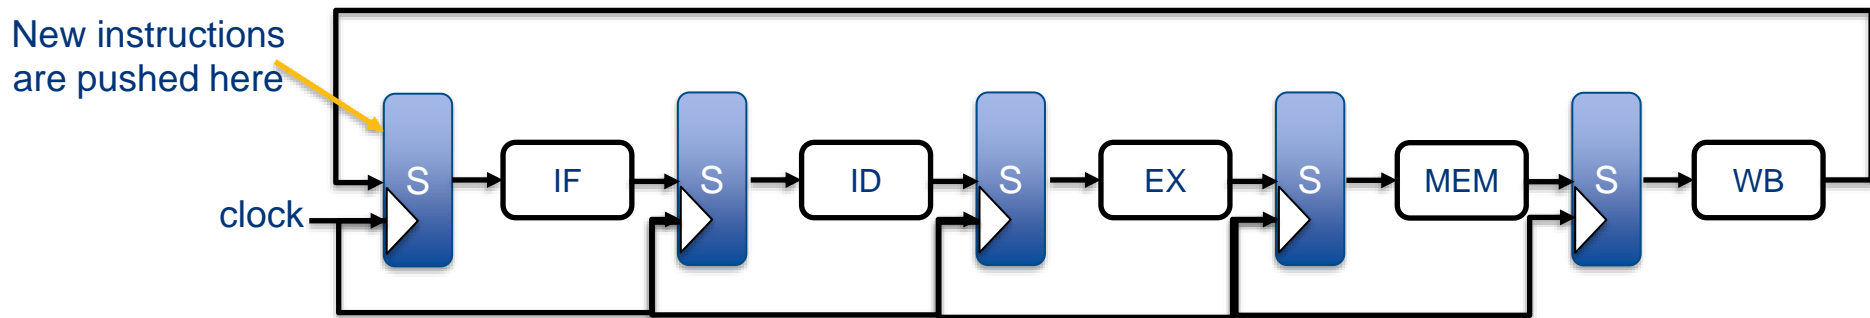 New instructions
are pushed here
S
IF
S
ID
S
EX
S
MEM
S
WB
clock